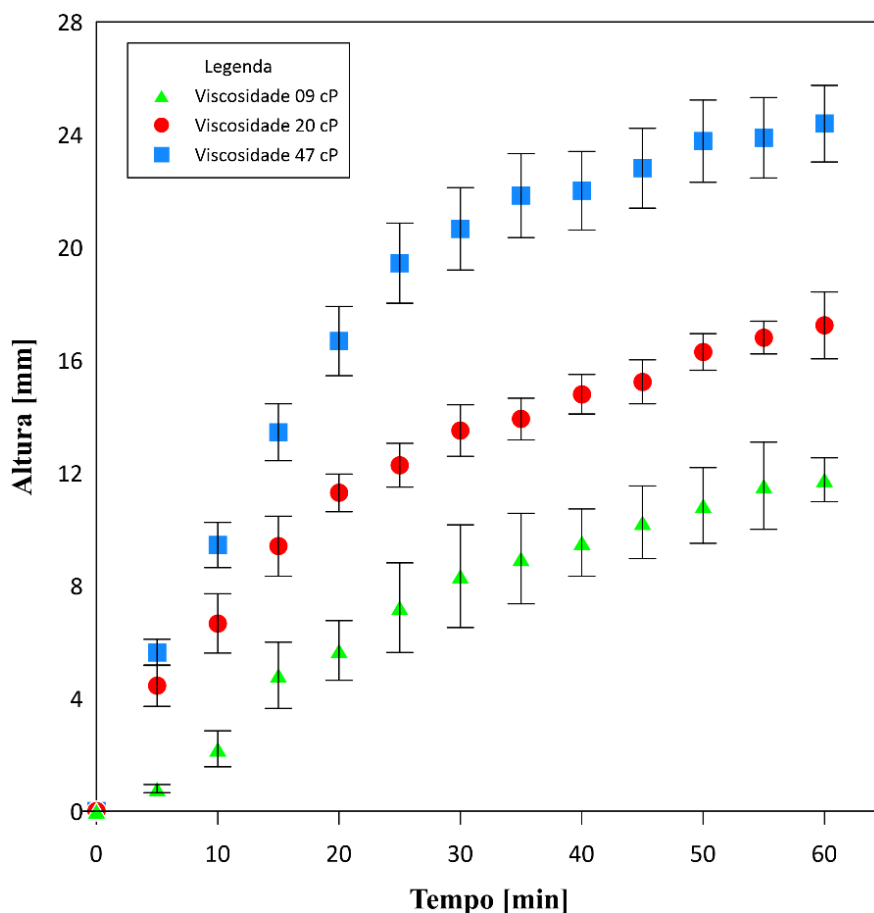 28
Legenda
Viscosidade 09 cP
Viscosidade 20 cP
Viscosidade 47 cP
24
20
16
12
8
4
0
Altura [mm]
0 10 20 30 40 50 60
Tempo [min]